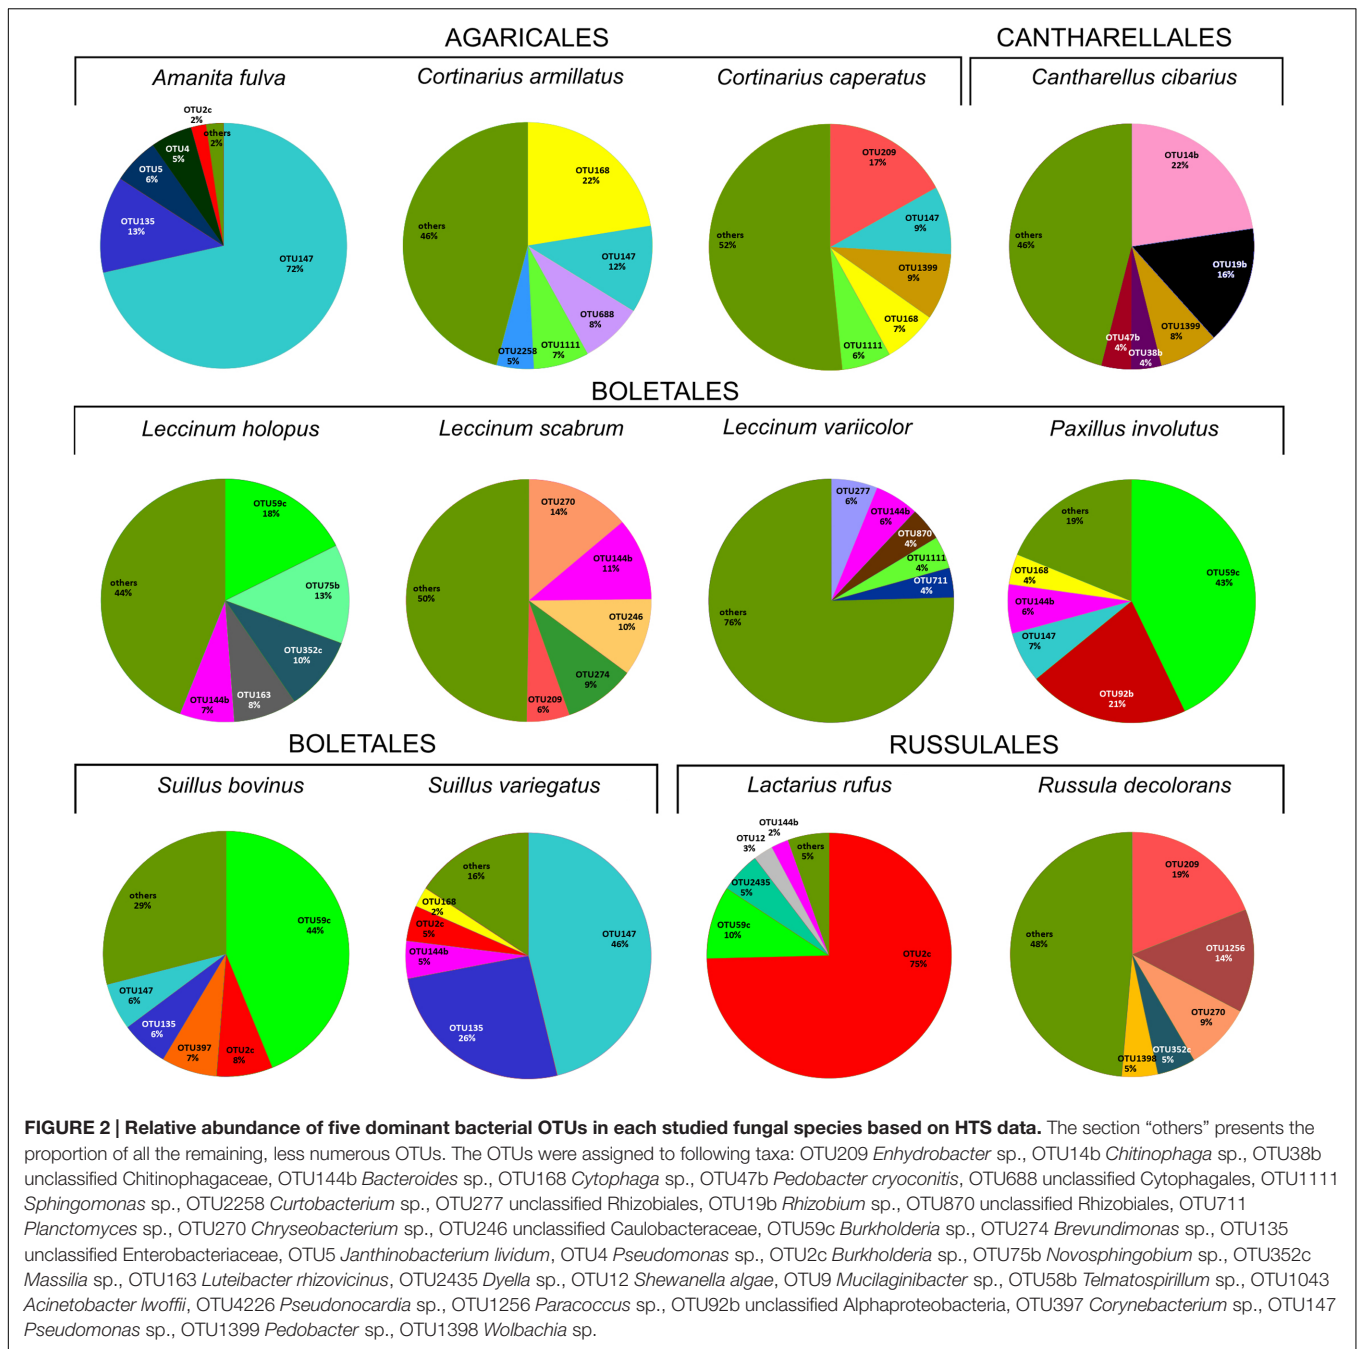 AGARICALES
CANTHARELLALES
Amanita fulva
Cortinarius armillatus
Cortinarius caperatus
Cantharellus cibarius
OTU2c
2%
others
2%
OTU4
5%
OTU5
6%
OTU135
13%
OTU147
72%
others
46%
OTU168
22%
OTU147
12%
OTU688
8%
OTU1111
7%
OTU2258
5%
others
52%
OTU209
17%
OTU147
9%
OTU1399
9%
OTU168
7%
OTU1111
6%
others
46%
OTU14b
22%
OTU19b
16%
OTU1399
8%
OTU38b
4%
OTU47b
4%
BOLETALES
Leccinum holopus
Leccinum scabrum
Leccinum variicolor
Paxillus involutus
others
44%
OTU59c
18%
OTU75b
13%
OTU352c
10%
OTU163
8%
OTU144b
7%
others
50%
OTU270
14%
OTU144b
11%
OTU246
10%
OTU274
9%
OTU209
6%
others
76%
OTU277
6%
OTU144b
6%
OTU870
4%
OTU1111
4%
OTU711
4%
others
19%
OTU168
4%
OTU144b
6%
OTU147
7%
OTU92b
21%
OTU59c
43%
BOLETALES
RUSSULALES
Suillus bovinus
Suillus variegatus
Lactarius rufus
Russula decolorans
others
29%
OTU59c
44%
OTU147
6%
OTU135
6%
OTU397
7%
OTU2c
8%
others
16%
OTU168
2%
OTU2c
5%
OTU144b
5%
OTU135
26%
OTU147
46%
OTU144b
2%
OTU12
3%
others
5%
OTU2435
5%
OTU59c
10%
OTU2c
75%
others
48%
OTU209
19%
OTU1256
14%
OTU270
9%
OTU352c
5%
OTU1398
5%
FIGURE 2 | Relative abundance of five dominant bacterial OTUs in each studied fungal species based on HTS data. The section “others” presents the
proportion of all the remaining, less numerous OTUs. The OTUs were assigned to following taxa: OTU209 Enhydrobacter sp., OTU14b Chitinophaga sp., OTU38b
unclassified Chitinophagaceae, OTU144b Bacteroides sp., OTU168 Cytophaga sp., OTU47b Pedobacter cryoconitis, OTU688 unclassified Cytophagales, OTU1111
Sphingomonas sp., OTU2258 Curtobacterium sp., OTU277 unclassified Rhizobiales, OTU19b Rhizobium sp., OTU870 unclassified Rhizobiales, OTU711
Planctomyces sp., OTU270 Chryseobacterium sp., OTU246 unclassified Caulobacteraceae, OTU59c Burkholderia sp., OTU274 Brevundimonas sp., OTU135
unclassified Enterobacteriaceae, OTU5 Janthinobacterium lividum, OTU4 Pseudomonas sp., OTU2c Burkholderia sp., OTU75b Novosphingobium sp., OTU352c
Massilia sp., OTU163 Luteibacter rhizovicinus, OTU2435 Dyella sp., OTU12 Shewanella algae, OTU9 Mucilaginibacter sp., OTU58b Telmatospirillum sp., OTU1043
Acinetobacter lwoffii, OTU4226 Pseudonocardia sp., OTU1256 Paracoccus sp., OTU92b unclassified Alphaproteobacteria, OTU397 Corynebacterium sp., OTU147
Pseudomonas sp., OTU1399 Pedobacter sp., OTU1398 Wolbachia sp.